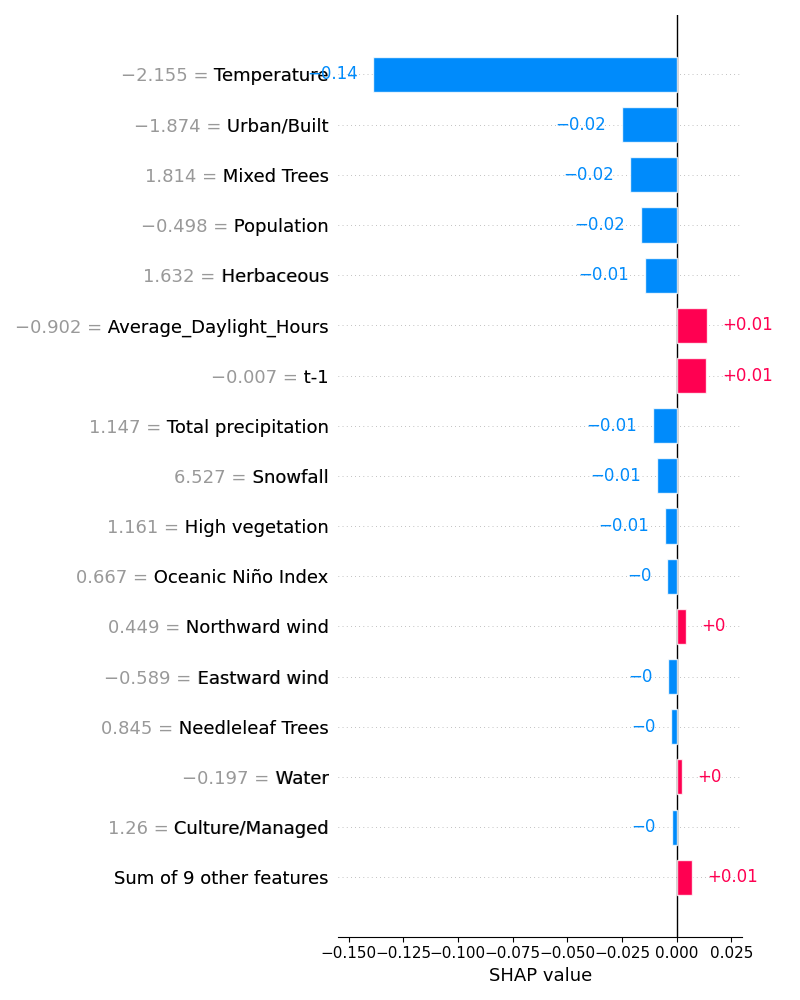 −2.155 = Temperature −0.14
−1.874 = Urban/Built −0.02
1.814 = Mixed Trees −0.02
−0.498 = Population −0.02
1.632 = Herbaceous −0.01
−0.902 = Average_Daylight_Hours +0.01
−0.007 = t-1 +0.01
1.147 = Total precipitation −0.01
6.527 = Snowfall −0.01
1.161 = High vegetation −0.01
0.667 = Oceanic Niño Index −0
0.449 = Northward wind +0
−0.589 = Eastward wind −0
0.845 = Needleleaf Trees −0
−0.197 = Water +0
1.26 = Culture/Managed −0
Sum of 9 other features +0.01
−0.150 −0.125 −0.100 −0.075 −0.050 −0.025 0.000 0.025
SHAP value